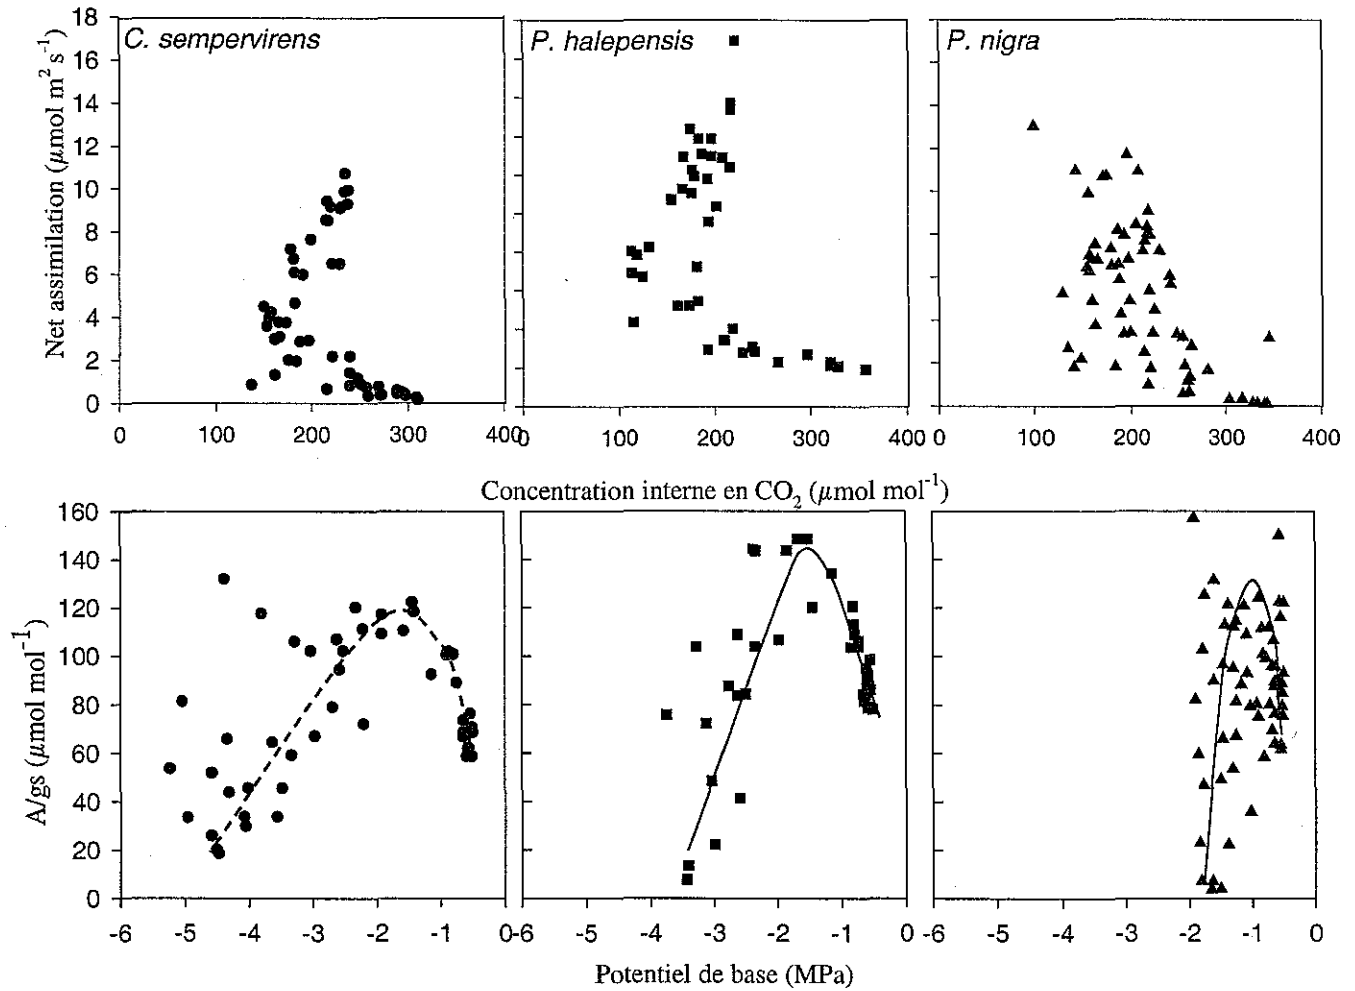 C. sempervirens
P. halepensis
P. nigra
Net assimilation (µmol m² s⁻¹)
18
16
14
12
10
8
6
4
2
0
0 100 200 300 400
0 100 200 300 400
0 100 200 300 400
Concentration interne en CO₂ (µmol mol⁻¹)
A/gs (µmol mol⁻¹)
160
140
120
100
80
60
40
20
0
-6 -5 -4 -3 -2 -1 0
-6 -5 -4 -3 -2 -1 0
-6 -5 -4 -3 -2 -1 0
Potentiel de base (MPa)